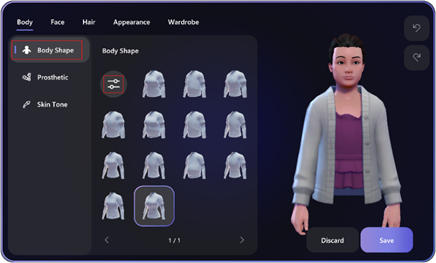 Body Face Hair Appearance Wardrobe
Body Shape
Body Shape
Prosthetic
Skin Tone
1 / 1
Discard Save